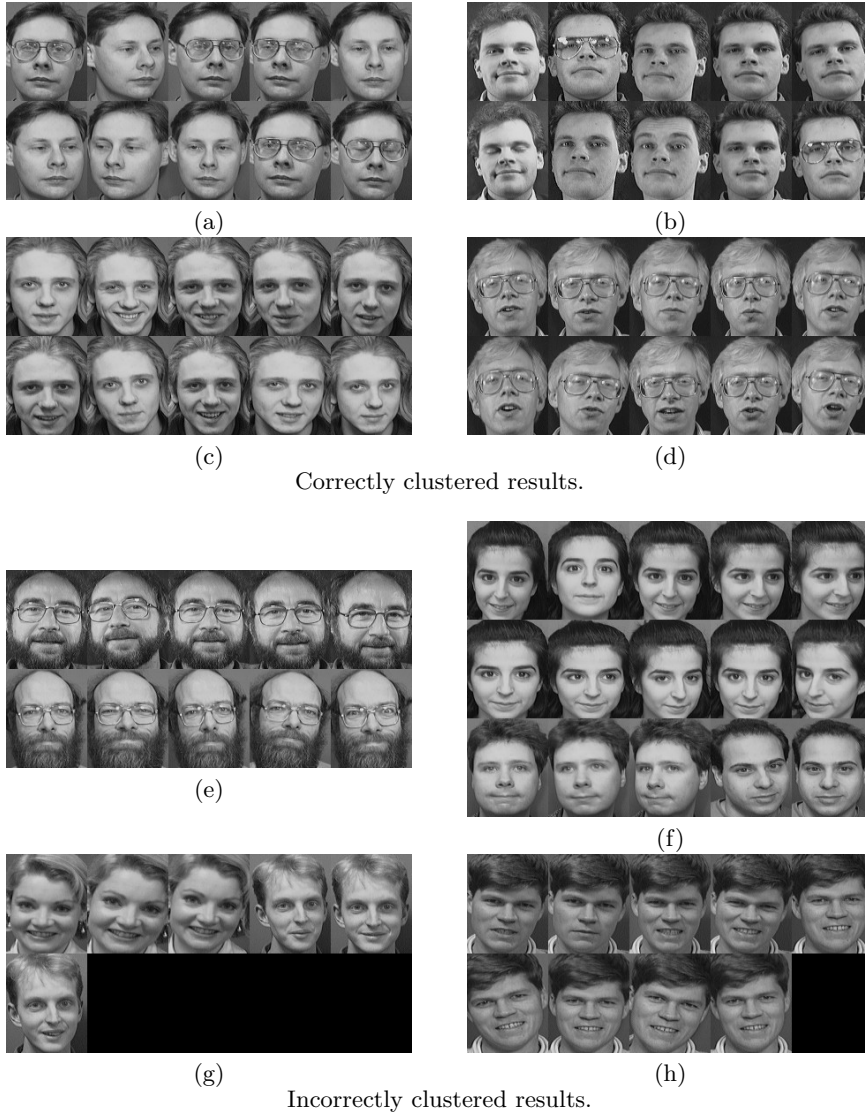 (a)
(b)
(c)
(d)
Correctly clustered results.
(e)
(f)
(g)
(h)
Incorrectly clustered results.